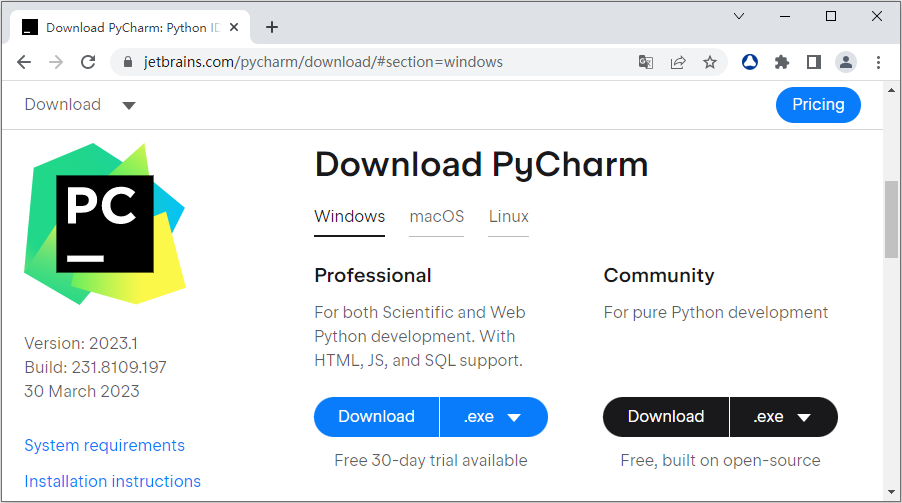 Download PyCharm: Python ID
jetbrains.com/pycharm/download/#section=windows
Download
Pricing
PC
Download PyCharm
Windows macOS Linux
Professional
For both Scientific and Web
Python development. With
HTML, JS, and SQL support.
Download .exe
Free 30-day trial available
Community
For pure Python development
Download .exe
Free, built on open-source
Version: 2023.1
Build: 231.8109.197
30 March 2023
System requirements
Installation instructions